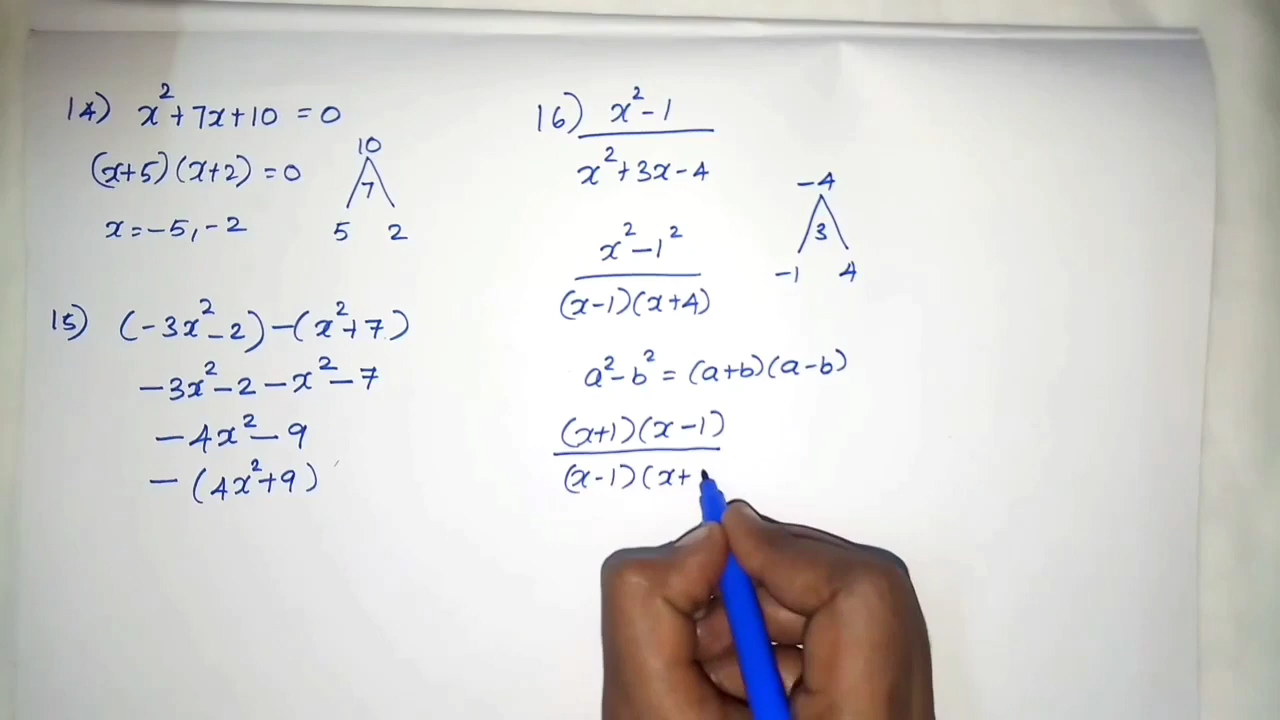 14) x²+7x+10 = 0
(x+5)(x+2) = 0
x = -5, -2
10
7
5 2
15) (-3x²-2)-(x²+7)
-3x²-2-x²-7
-4x²-9
-(4x²+9)
16) x²-1
x²+3x-4
x²-1²
(x-1)(x+4)
-4
3
-1 4
a²-b² = (a+b)(a-b)
(x+1)(x-1)
(x-1)(x+